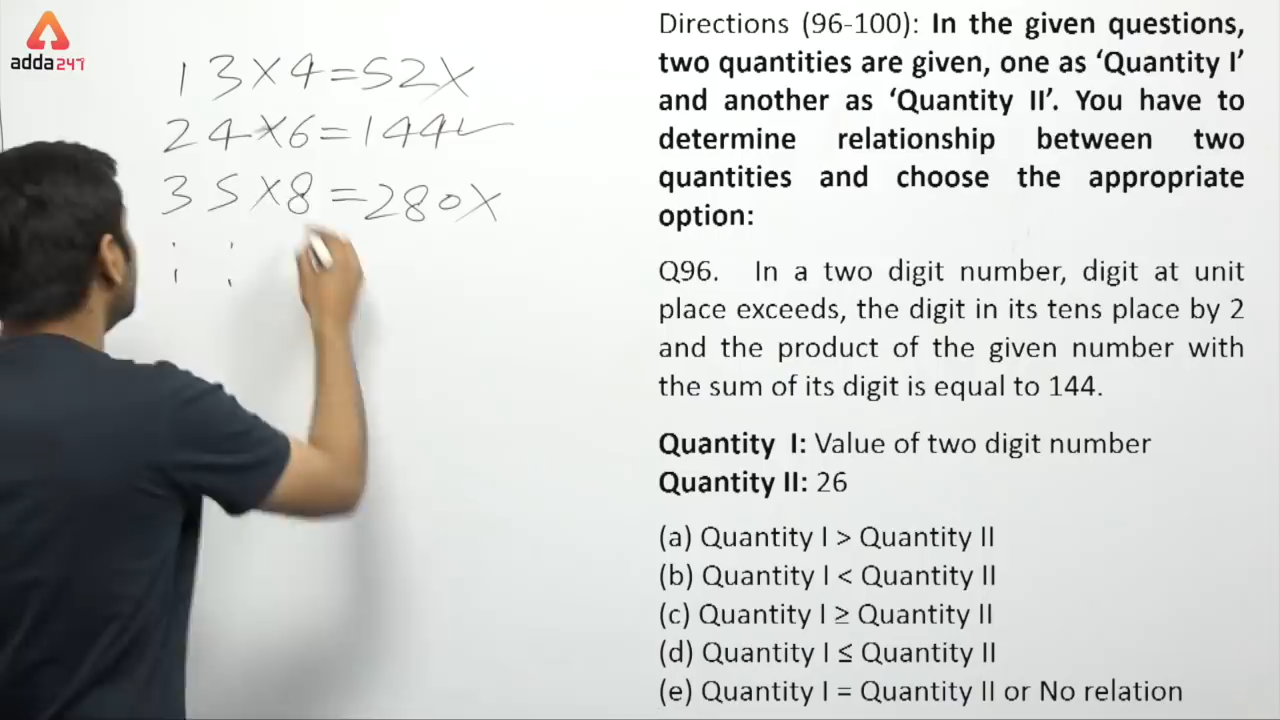 adda247
13×4=52X
24×6=144✓
35×8=280X
Directions (96-100): In the given questions,
two quantities are given, one as ‘Quantity I’
and another as ‘Quantity II’. You have to
determine relationship between two
quantities and choose the appropriate
option:
Q96. In a two digit number, digit at unit
place exceeds, the digit in its tens place by 2
and the product of the given number with
the sum of its digit is equal to 144.
Quantity I: Value of two digit number
Quantity II: 26
(a) Quantity I > Quantity II
(b) Quantity I < Quantity II
(c) Quantity I ≥ Quantity II
(d) Quantity I ≤ Quantity II
(e) Quantity I = Quantity II or No relation